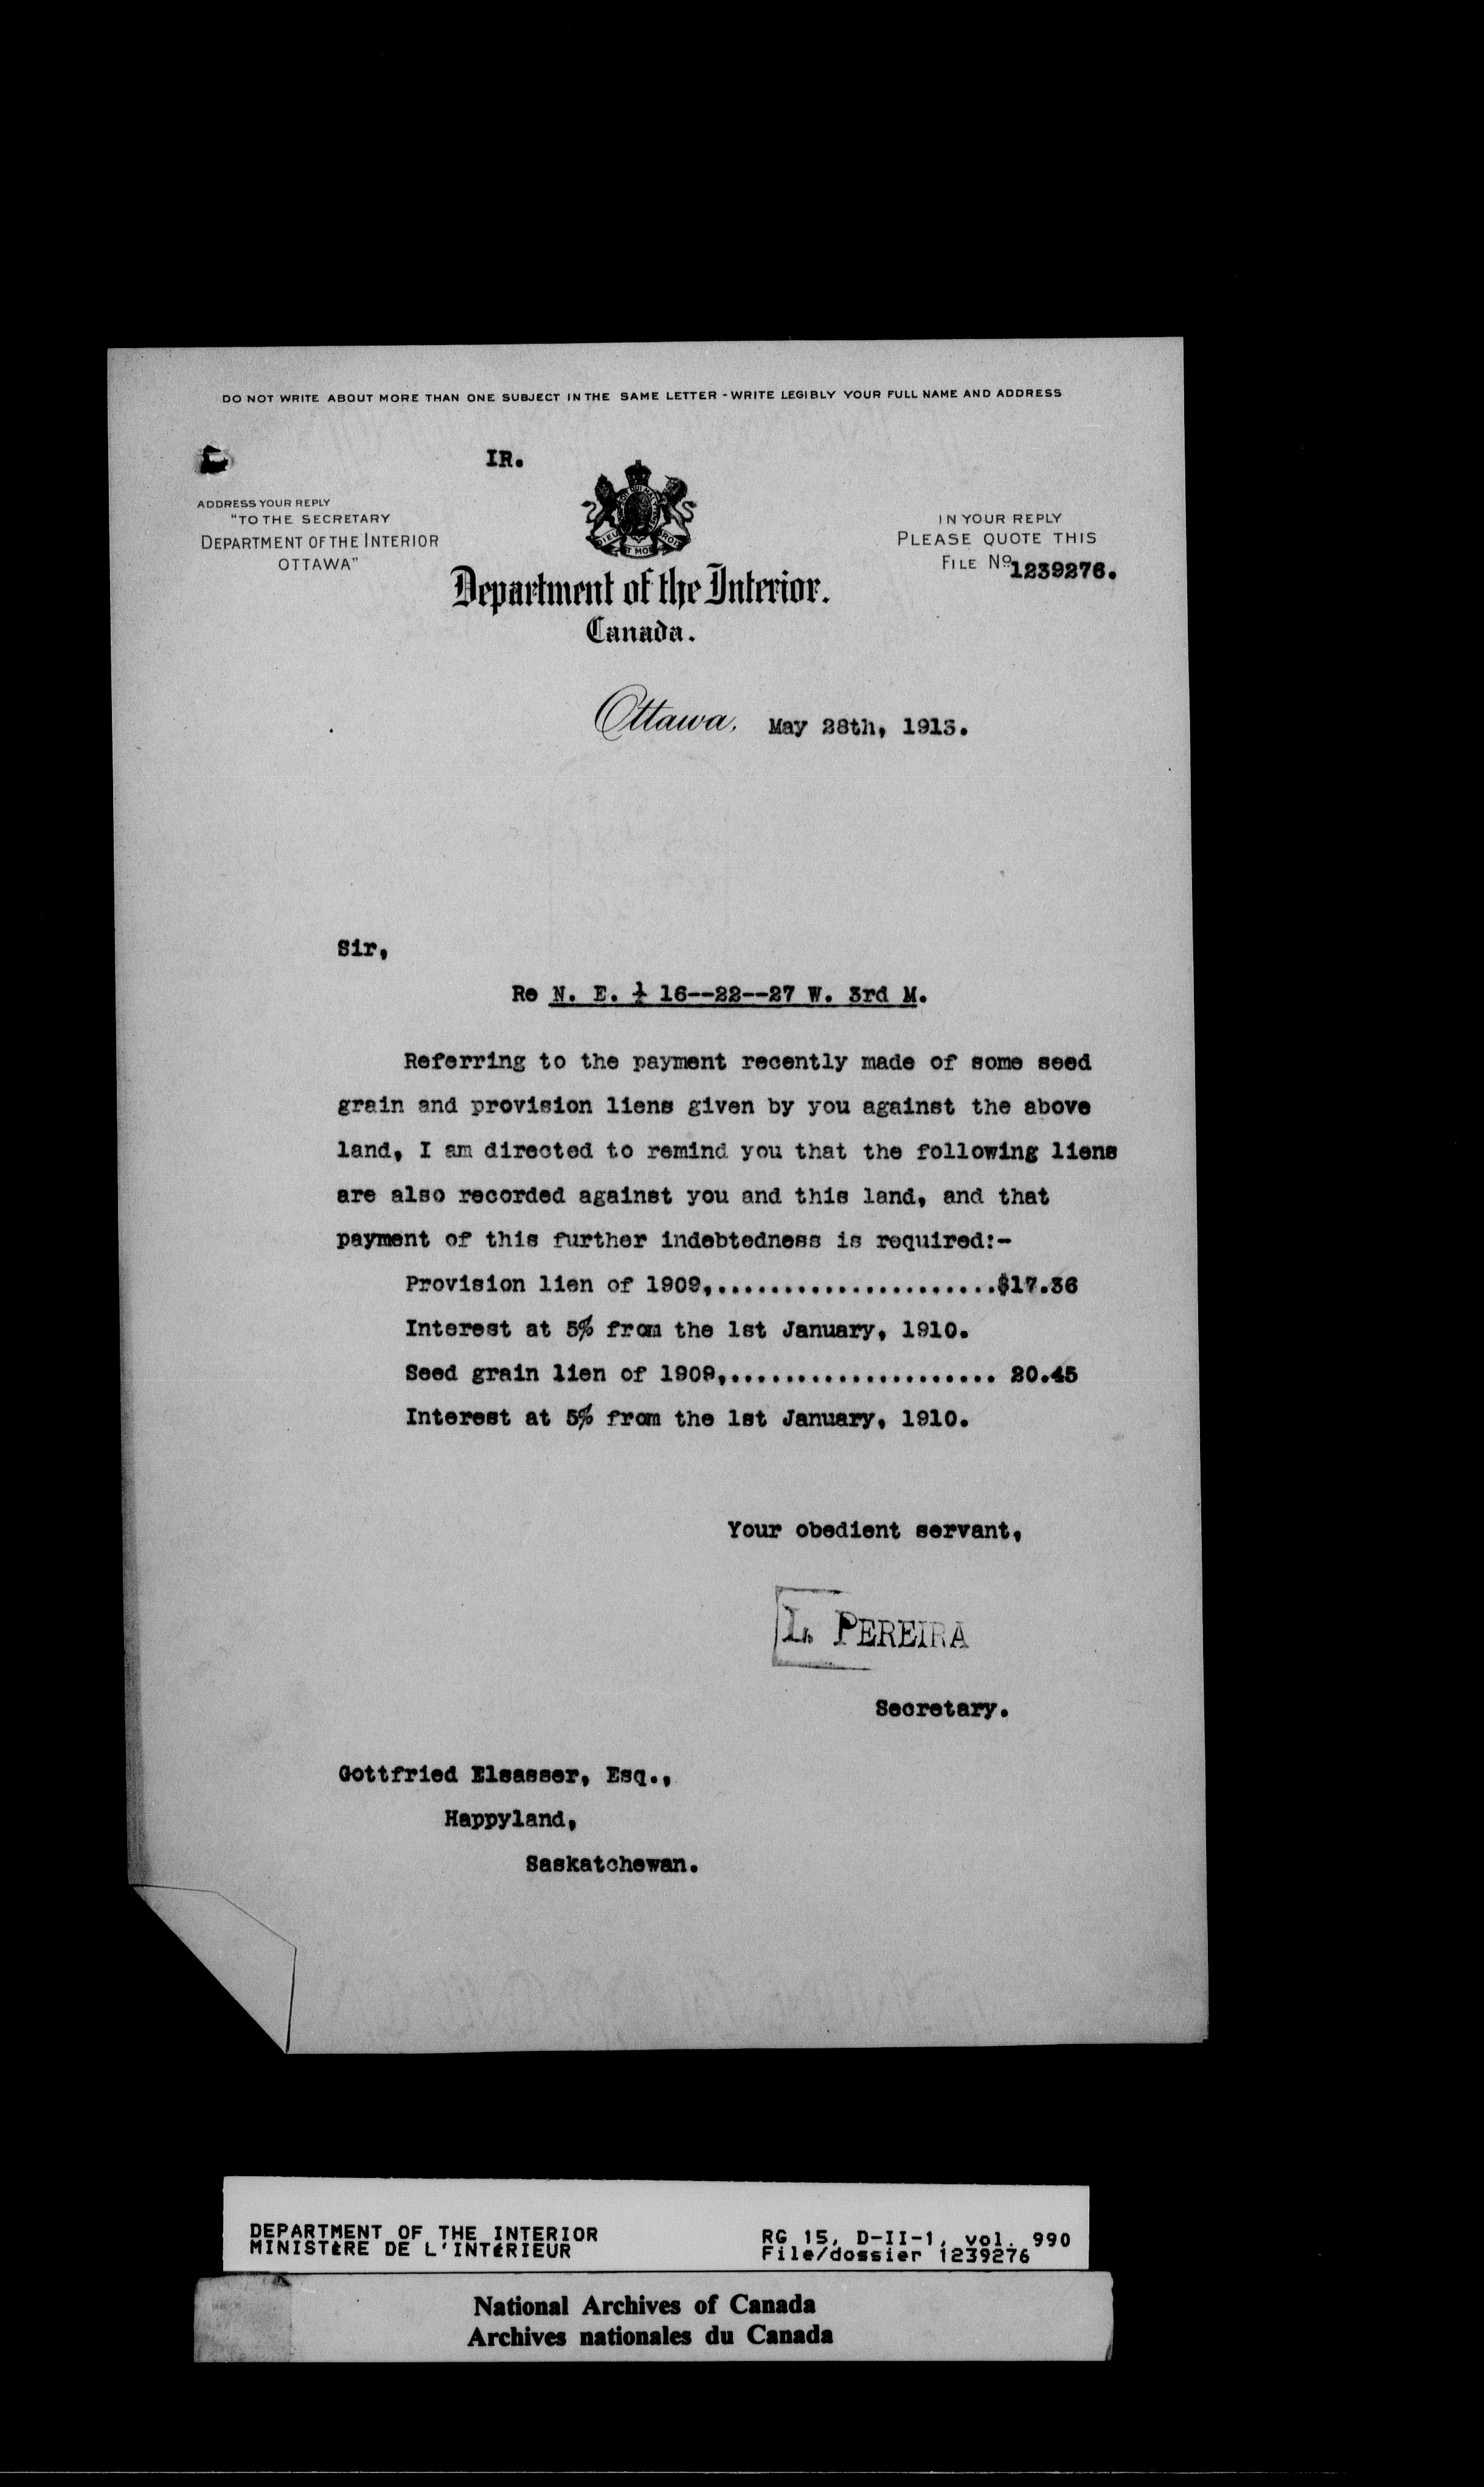 DO NOT WRITE ABOUT MORE THAN ONE SUBJECT IN THE SAME LETTER - WRITE LEGIBLY YOUR FULL NAME AND ADDRESS
IR.
ADDRESS YOUR REPLY
"TO THE SECRETARY
DEPARTMENT OF THE INTERIOR
OTTAWA"
IN YOUR REPLY
PLEASE QUOTE THIS
FILE No 1239276.
Department of the Interior.
Canada.
Ottawa, May 28th, 1913.
Sir,
Re N. E. ¼ 16--22--27 W. 3rd M.
Referring to the payment recently made of some seed
grain and provision liens given by you against the above
land, I am directed to remind you that the following liens
are also recorded against you and this land, and that
payment of this further indebtedness is required:-
Provision lien of 1909,......................$17.36
Interest at 5% from the 1st January, 1910.
Seed grain lien of 1909,..................... 20.45
Interest at 5% from the 1st January, 1910.
Your obedient servant,
L. PEREIRA
Secretary.
Gottfried Elsasser, Esq.,
Happyland,
Saskatchewan.
DEPARTMENT OF THE INTERIOR
MINISTÈRE DE L'INTÉRIEUR
RG 15, D-II-1, vol. 990
File/dossier 1239276
National Archives of Canada
Archives nationales du Canada